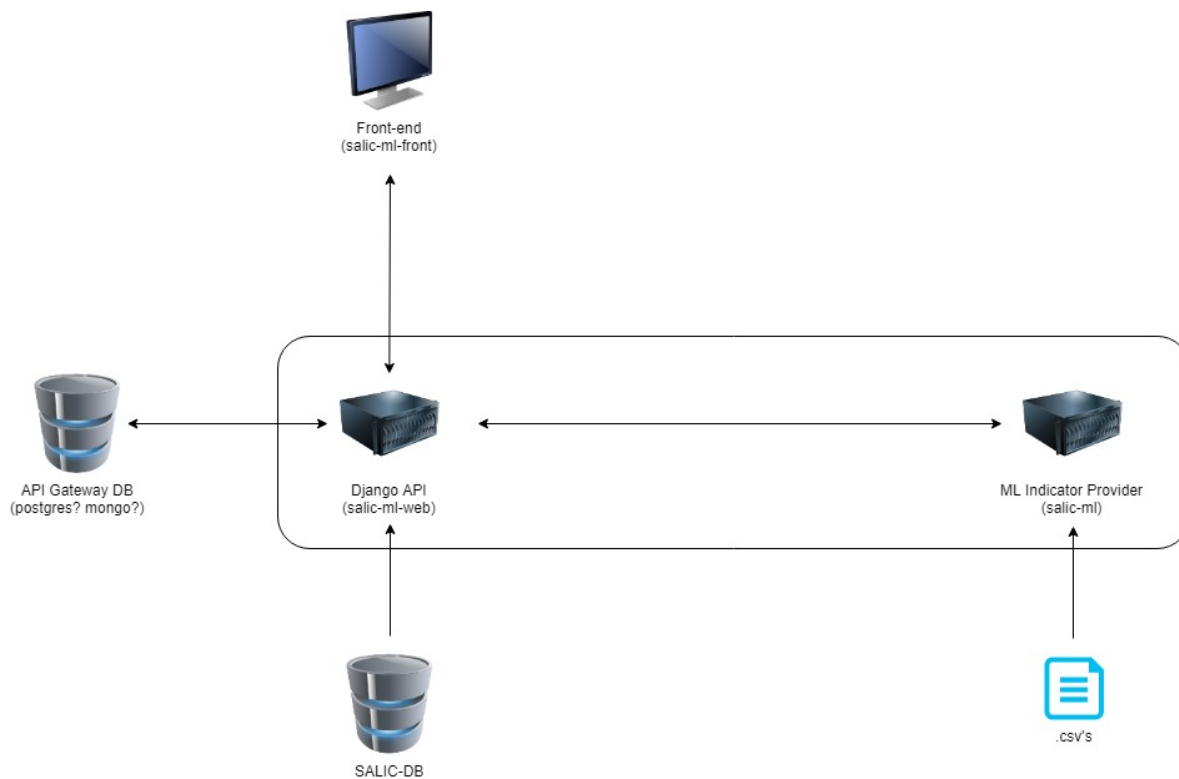 Front-end
(salic-ml-front)
API Gateway DB
(postgres? mongo?)
Django API
(salic-ml-web)
ML Indicator Provider
(salic-ml)
SALIC-DB
.csv's